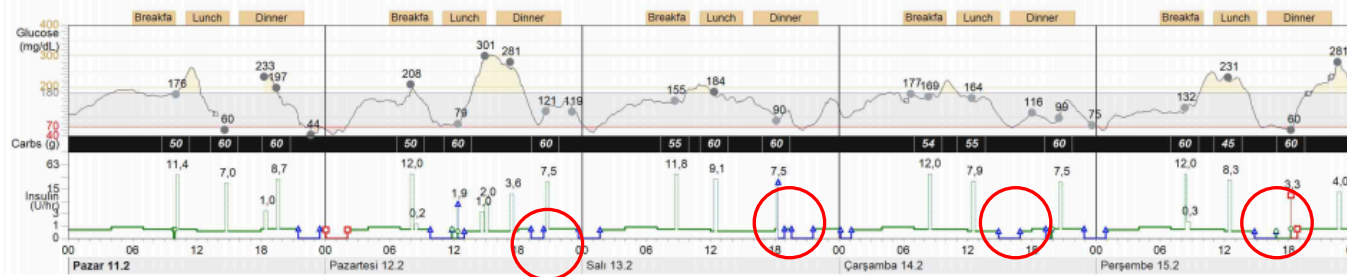 Breakfa Lunch Dinner Breakfa Lunch Dinner Breakfa Lunch Dinner Breakfa Lunch Dinner Breakfa Lunch Dinner
400
Glucose
(mg/dL)
300
200
180
70
40
176 60 233 197 44 208 79 301 281 121 119 155 184 90 177 169 164 116 99 75 132 231 60 281
Carbs (g) 50 60 60 50 60 60 55 60 60 54 55 60 60 45 60
63
15
Insulin
(U/hr)
3
1
0
11,4 7,0 1,0 8,7 12,0 0,2 1,9 1,0 2,0 3,6 7,5 11,8 9,1 7,5 12,0 7,9 7,5 12,0 0,3 8,3 3,3 4,0
00 06 12 18 00 06 12 18 00 06 12 18 00 06 12 18 00 06 12 18
Pazar 11.2 Pazartesi 12.2 Salı 13.2 Çarşamba 14.2 Perşembe 15.2